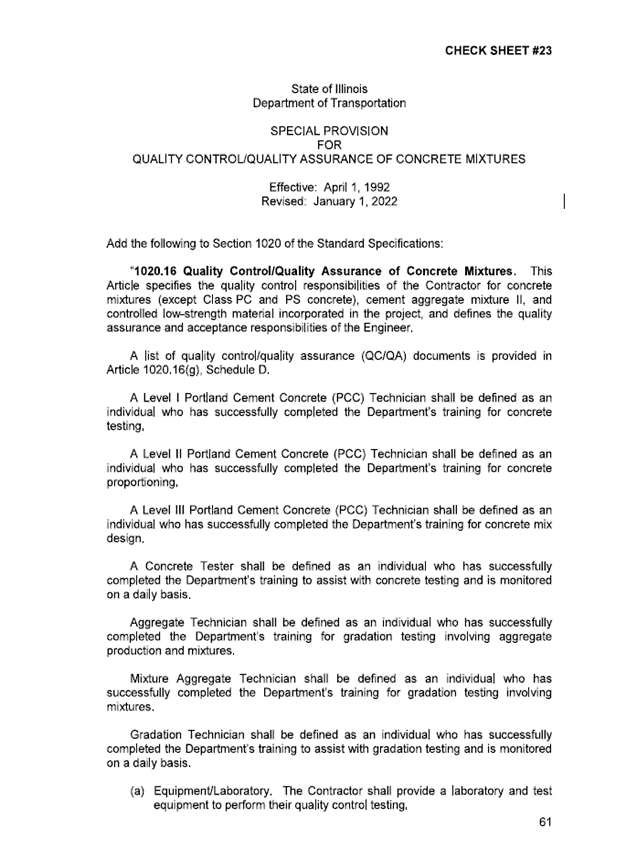 CHECK SHEET #23
State of Illinois
Department of Transportation
SPECIAL PROVISION
FOR
QUALITY CONTROL/QUALITY ASSURANCE OF CONCRETE MIXTURES
Effective: April 1, 1992
Revised: January 1, 2022
Add the following to Section 1020 of the Standard Specifications:
"1020.16 Quality Control/Quality Assurance of Concrete Mixtures. This
Article specifies the quality control responsibilities of the Contractor for concrete
mixtures (except Class PC and PS concrete), cement aggregate mixture II, and
controlled low-strength material incorporated in the project, and defines the quality
assurance and acceptance responsibilities of the Engineer.
A list of quality control/quality assurance (QC/QA) documents is provided in
Article 1020.16(g), Schedule D.
A Level I Portland Cement Concrete (PCC) Technician shall be defined as an
individual who has successfully completed the Department's training for concrete
testing.
A Level II Portland Cement Concrete (PCC) Technician shall be defined as an
individual who has successfully completed the Department's training for concrete
proportioning.
A Level III Portland Cement Concrete (PCC) Technician shall be defined as an
individual who has successfully completed the Department's training for concrete mix
design.
A Concrete Tester shall be defined as an individual who has successfully
completed the Department's training to assist with concrete testing and is monitored
on a daily basis.
Aggregate Technician shall be defined as an individual who has successfully
completed the Department's training for gradation testing involving aggregate
production and mixtures.
Mixture Aggregate Technician shall be defined as an individual who has
successfully completed the Department's training for gradation testing involving
mixtures.
Gradation Technician shall be defined as an individual who has successfully
completed the Department's training to assist with gradation testing and is monitored
on a daily basis.
(a) Equipment/Laboratory. The Contractor shall provide a laboratory and test
equipment to perform their quality control testing.
61